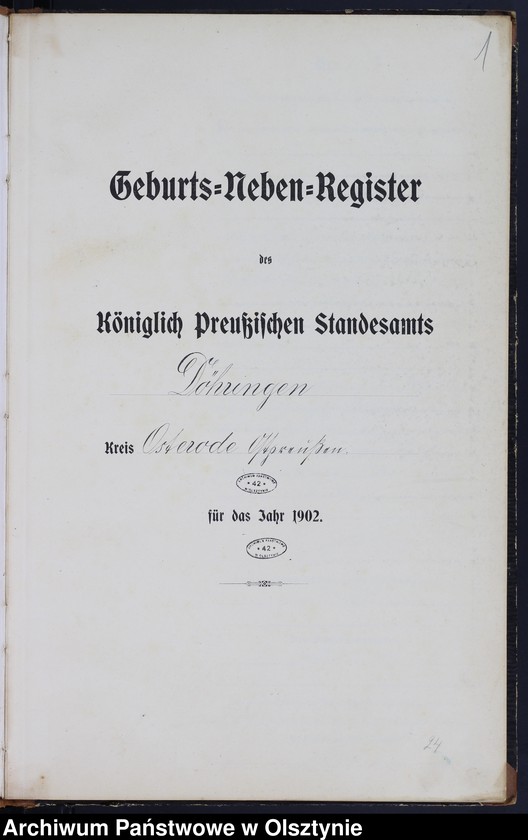 1
Geburts=Neben=Register
des
Königlich Preußischen Standesamts
Döhringen
Kreis Osterode Ostpreußen.
* 42 *
für das Jahr 1902.
* 42 *
24
Archiwum Państwowe w Olsztynie